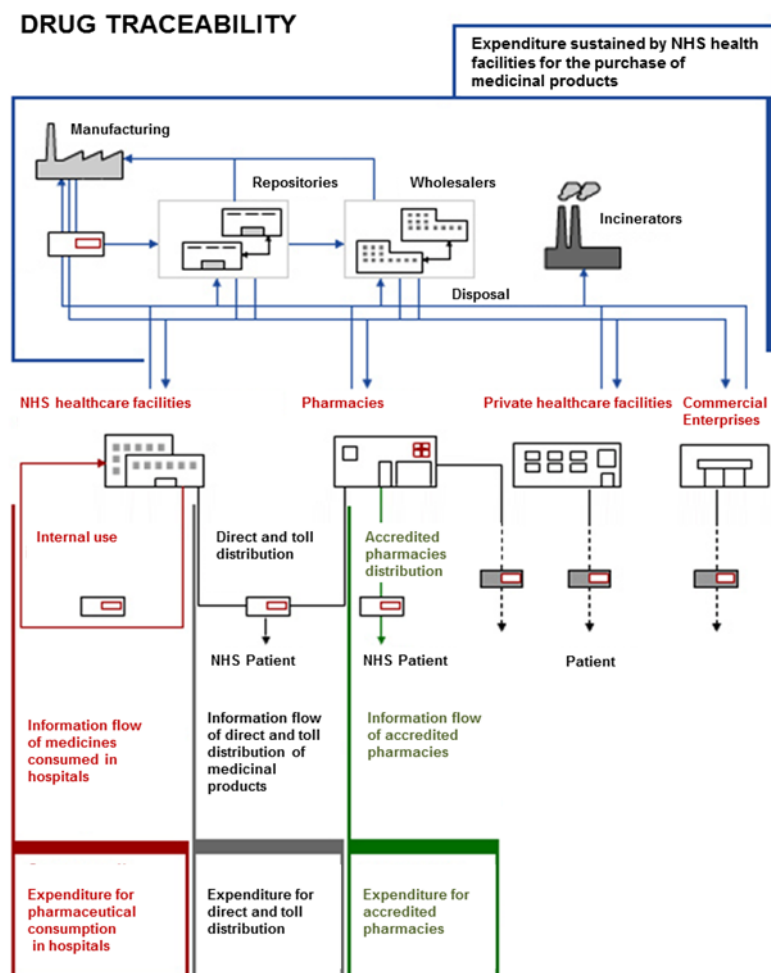 DRUG TRACEABILITY
Expenditure sustained by NHS health
facilities for the purchase of
medicinal products
Manufacturing
Repositories
Wholesalers
Incinerators
Disposal
NHS healthcare facilities
Pharmacies
Private healthcare facilities
Commercial
Enterprises
Internal use
Direct and toll
distribution
Accredited
pharmacies
distribution
NHS Patient
NHS Patient
Patient
Information flow
of medicines
consumed in
hospitals
Information flow
of direct and toll
distribution of
medicinal
products
Information flow
of accredited
pharmacies
Expenditure for
pharmaceutical
consumption
in hospitals
Expenditure for
direct and toll
distribution
Expenditure for
accredited
pharmacies